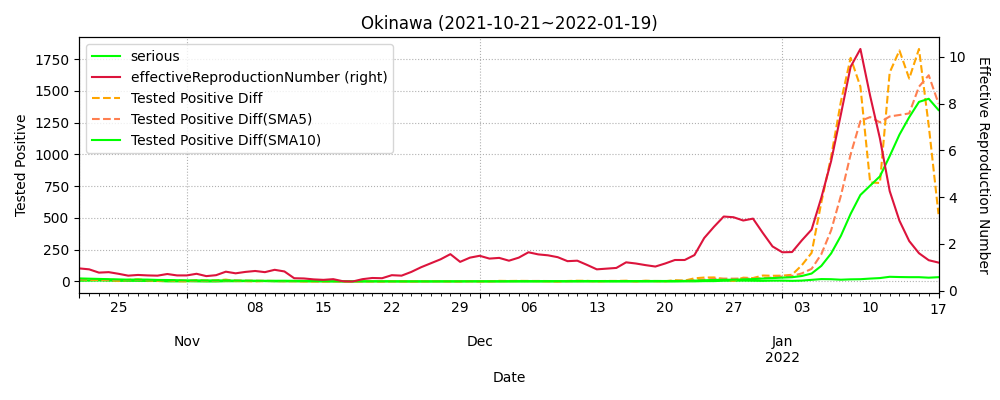 Okinawa (2021-10-21~2022-01-19)
serious
effectiveReproductionNumber (right)
Tested Positive Diff
Tested Positive Diff(SMA5)
Tested Positive Diff(SMA10)
Tested Positive
1750
1500
1250
1000
750
500
250
0
Effective Reproduction Number
10
8
6
4
2
0
25 08 15 22 29 06 13 20 27 03 10 17
Nov Dec Jan
2022
Date